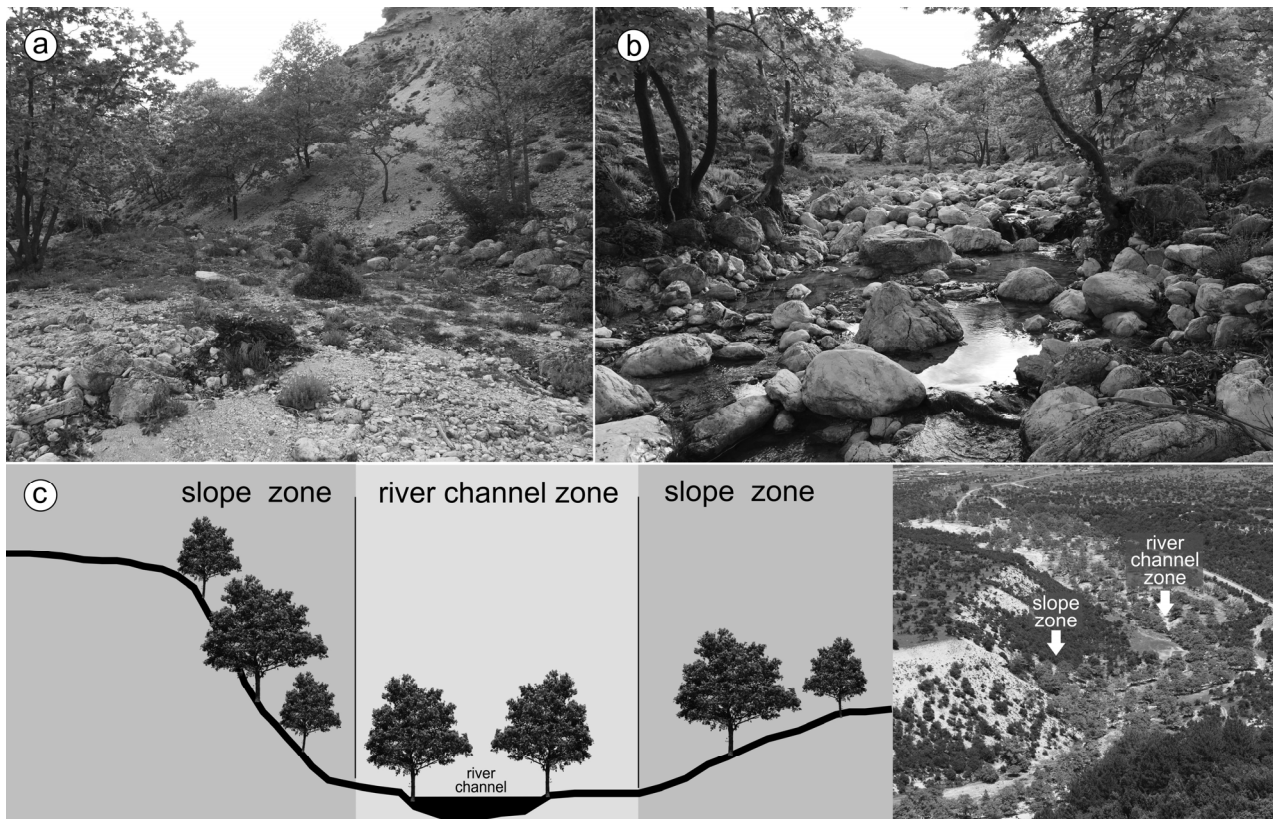 a
b
c
slope zone
river channel zone
slope zone
river
channel
river
channel
zone
slope
zone